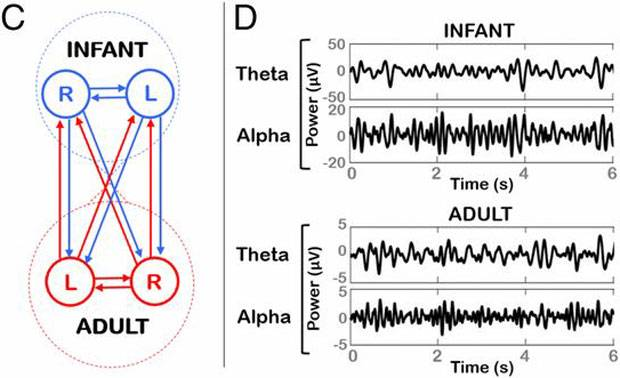 C
INFANT
R
L
L
R
ADULT
D
INFANT
Theta
Alpha
Power (µV)
50
0
-50
20
0
-20
0
2
4
6
Time (s)
ADULT
Theta
Alpha
Power (µV)
5
0
-5
5
0
-5
0
2
4
6
Time (s)